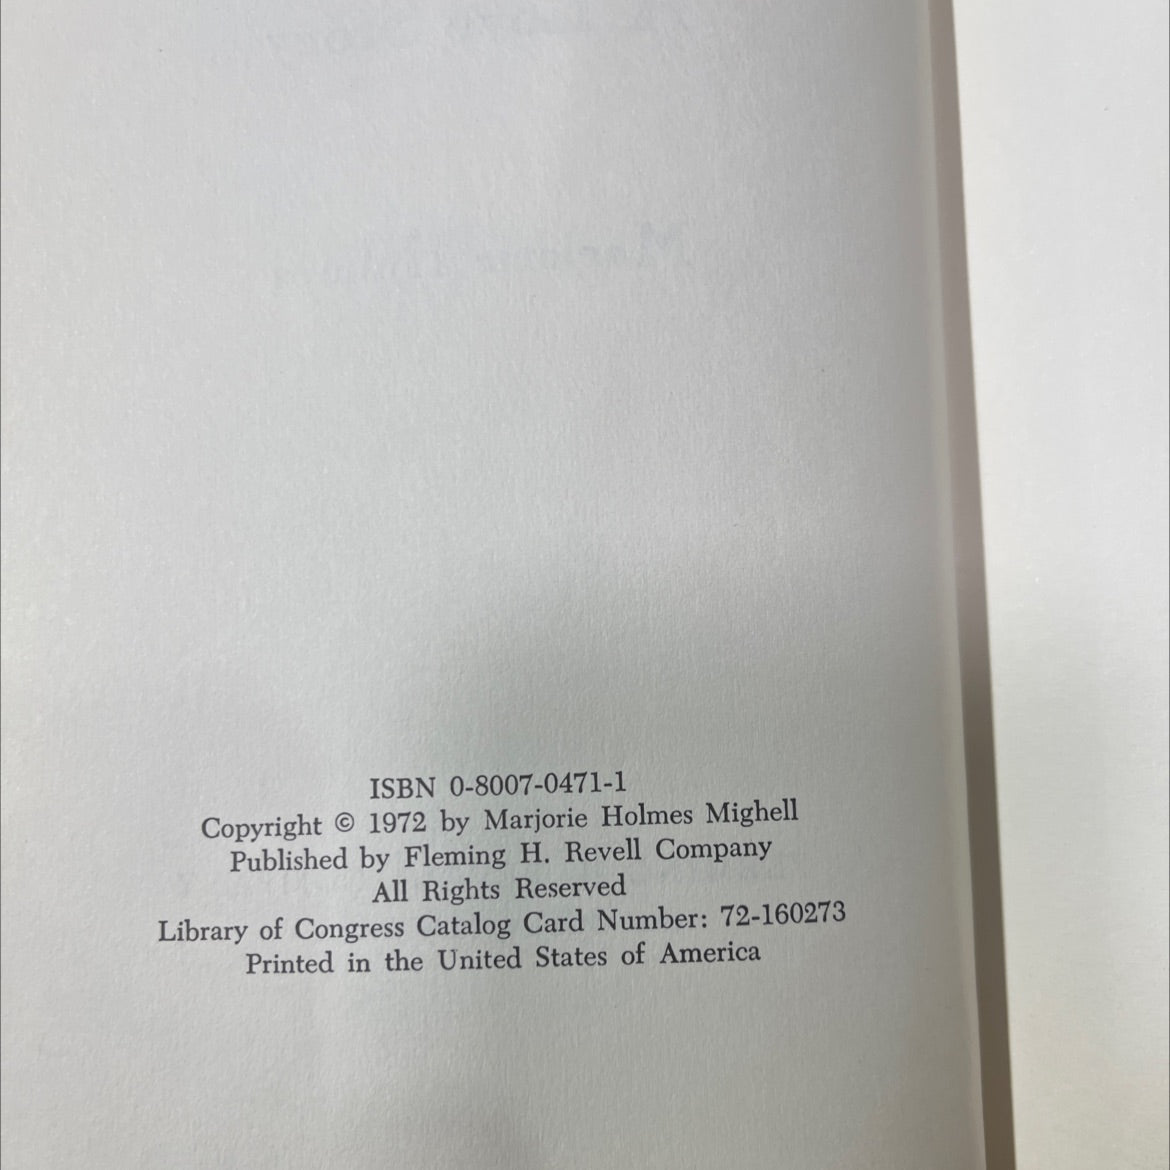 ISBN 0-8007-0471-1
Copyright © 1972 by Marjorie Holmes Mighell
Published by Fleming H. Revell Company
All Rights Reserved
Library of Congress Catalog Card Number: 72-160273
Printed in the United States of America